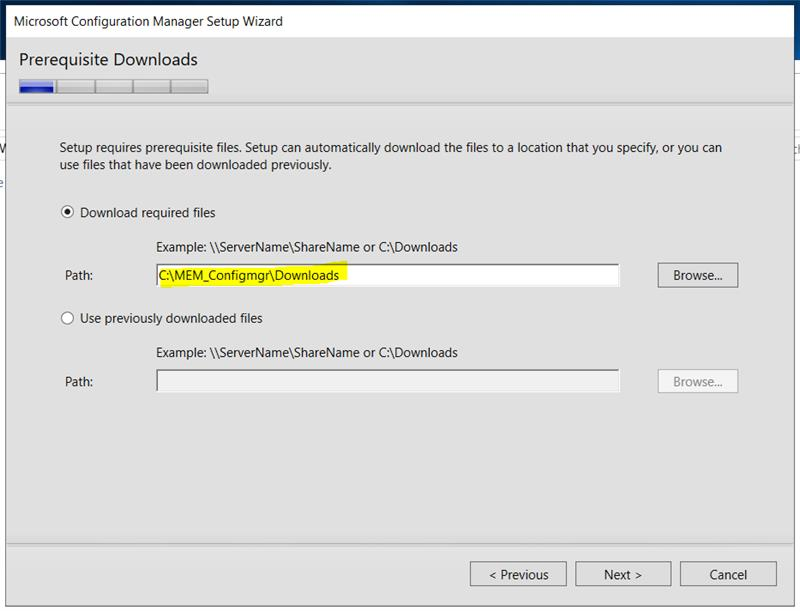 Microsoft Configuration Manager Setup Wizard
Prerequisite Downloads
Setup requires prerequisite files. Setup can automatically download the files to a location that you specify, or you can
use files that have been downloaded previously.
Download required files
Example: \\ServerName\ShareName or C:\Downloads
Path: C:\MEM_Configmgr\Downloads Browse...
Use previously downloaded files
Example: \\ServerName\ShareName or C:\Downloads
Path: Browse...
< Previous Next > Cancel